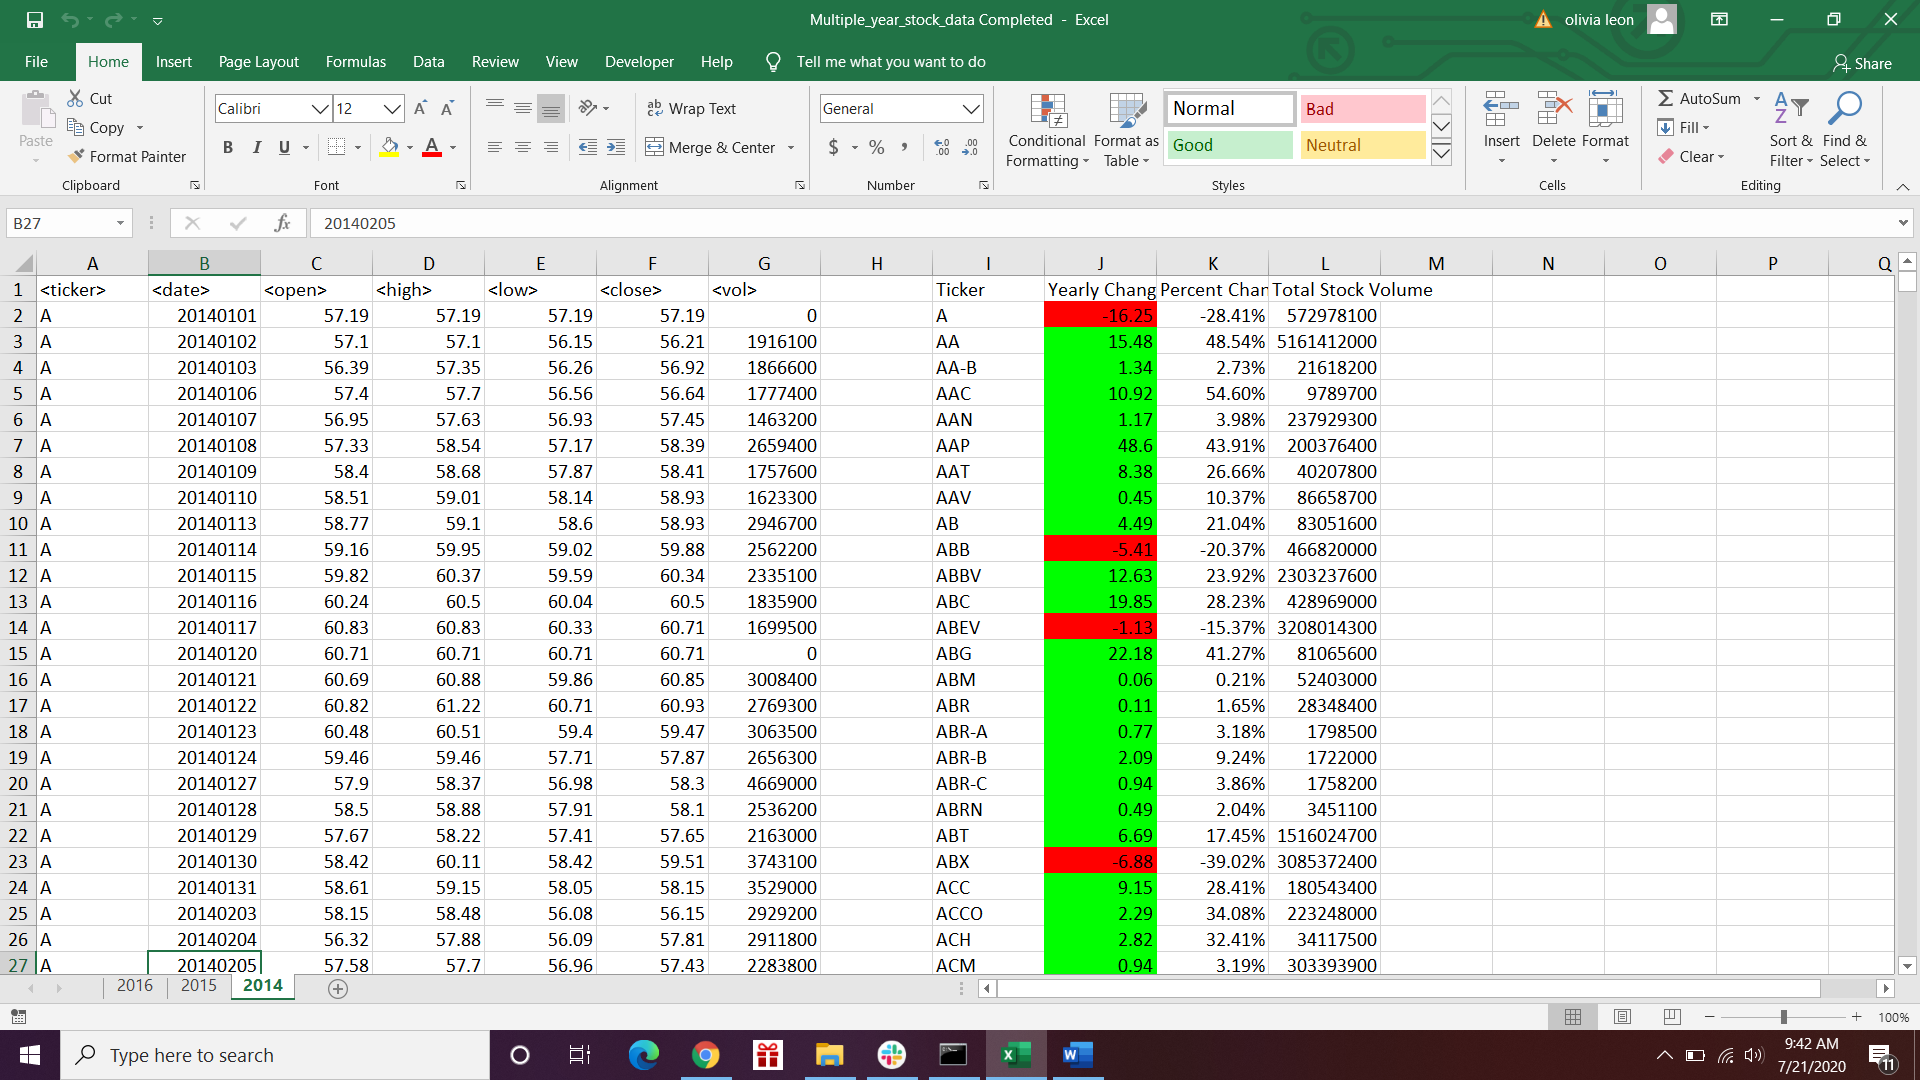 Multiple_year_stock_data Completed - Excel
olivia leon
File Home Insert Page Layout Formulas Data Review View Developer Help Tell me what you want to do Share
Paste Cut Copy Format Painter Clipboard
Calibri 12 B I U A A A Font
ab Wrap Text Merge & Center Alignment
General $ % , .00 .00 Number
Conditional Formatting Format as Table Normal Bad Good Neutral Styles
Insert Delete Format Cells
AutoSum Fill Clear Sort & Filter Find & Select Editing
B27 fx 20140205
A B C D E F G H I J K L M N O P Q
1 <ticker> <date> <open> <high> <low> <close> <vol> Ticker Yearly Chang Percent Chan Total Stock Volume
2 A 20140101 57.19 57.19 57.19 57.19 0 A -16.25 -28.41% 572978100
3 A 20140102 57.1 57.1 56.15 56.21 1916100 AA 15.48 48.54% 5161412000
4 A 20140103 56.39 57.35 56.26 56.92 1866600 AA-B 1.34 2.73% 21618200
5 A 20140106 57.4 57.7 56.56 56.64 1777400 AAC 10.92 54.60% 9789700
6 A 20140107 56.95 57.63 56.93 57.45 1463200 AAN 1.17 3.98% 237929300
7 A 20140108 57.33 58.54 57.17 58.39 2659400 AAP 48.6 43.91% 200376400
8 A 20140109 58.4 58.68 57.87 58.41 1757600 AAT 8.38 26.66% 40207800
9 A 20140110 58.51 59.01 58.14 58.93 1623300 AAV 0.45 10.37% 86658700
10 A 20140113 58.77 59.1 58.6 58.93 2946700 AB 4.49 21.04% 83051600
11 A 20140114 59.16 59.95 59.02 59.88 2562200 ABB -5.41 -20.37% 466820000
12 A 20140115 59.82 60.37 59.59 60.34 2335100 ABBV 12.63 23.92% 2303237600
13 A 20140116 60.24 60.5 60.04 60.5 1835900 ABC 19.85 28.23% 428969000
14 A 20140117 60.83 60.83 60.33 60.71 1699500 ABEV -1.13 -15.37% 3208014300
15 A 20140120 60.71 60.71 60.71 60.71 0 ABG 22.18 41.27% 81065600
16 A 20140121 60.69 60.88 59.86 60.85 3008400 ABM 0.06 0.21% 52403000
17 A 20140122 60.82 61.22 60.71 60.93 2769300 ABR 0.11 1.65% 28348400
18 A 20140123 60.48 60.51 59.4 59.47 3063500 ABR-A 0.77 3.18% 1798500
19 A 20140124 59.46 59.46 57.71 57.87 2656300 ABR-B 2.09 9.24% 1722000
20 A 20140127 57.9 58.37 56.98 58.3 4669000 ABR-C 0.94 3.86% 1758200
21 A 20140128 58.5 58.88 57.91 58.1 2536200 ABRN 0.49 2.04% 3451100
22 A 20140129 57.67 58.22 57.41 57.65 2163000 ABT 6.69 17.45% 1516024700
23 A 20140130 58.42 60.11 58.42 59.51 3743100 ABX -6.88 -39.02% 3085372400
24 A 20140131 58.61 59.15 58.05 58.15 3529000 ACC 9.15 28.41% 180543400
25 A 20140203 58.15 58.48 56.08 56.15 2929200 ACCO 2.29 34.08% 223248000
26 A 20140204 56.32 57.88 56.09 57.81 2911800 ACH 2.82 32.41% 34117500
27 A 20140205 57.58 57.7 56.96 57.43 2283800 ACM 0.94 3.19% 303393900
2016 2015 2014
100%
Type here to search
9:42 AM
7/21/2020
11